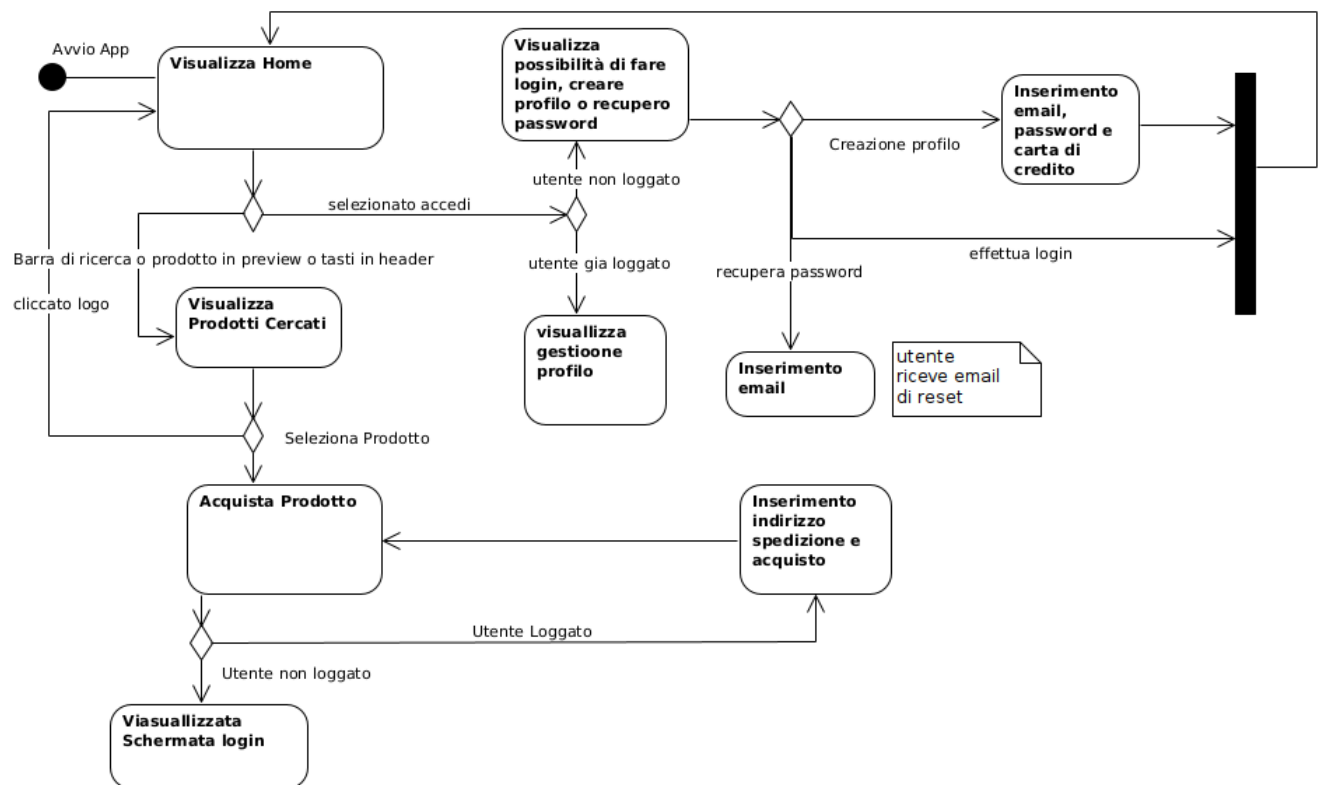 Avvio App
Visualizza Home
Visualizza
possibilità di fare
login, creare
profilo o recupero
password
Inserimento
email,
password e
carta di
credito
Creazione profilo
utente non loggato
selezionato accedi
effettua login
Barra di ricerca o prodotto in preview o tasti in header
utente gia loggato
recupera password
cliccato logo
Visualizza
Prodotti Cercati
visuallizza
gestioone
profilo
Inserimento
email
utente
riceve email
di reset
Seleziona Prodotto
Acquista Prodotto
Inserimento
indirizzo
spedizione e
acquisto
Utente Loggato
Utente non loggato
Viasuallizzata
Schermata login